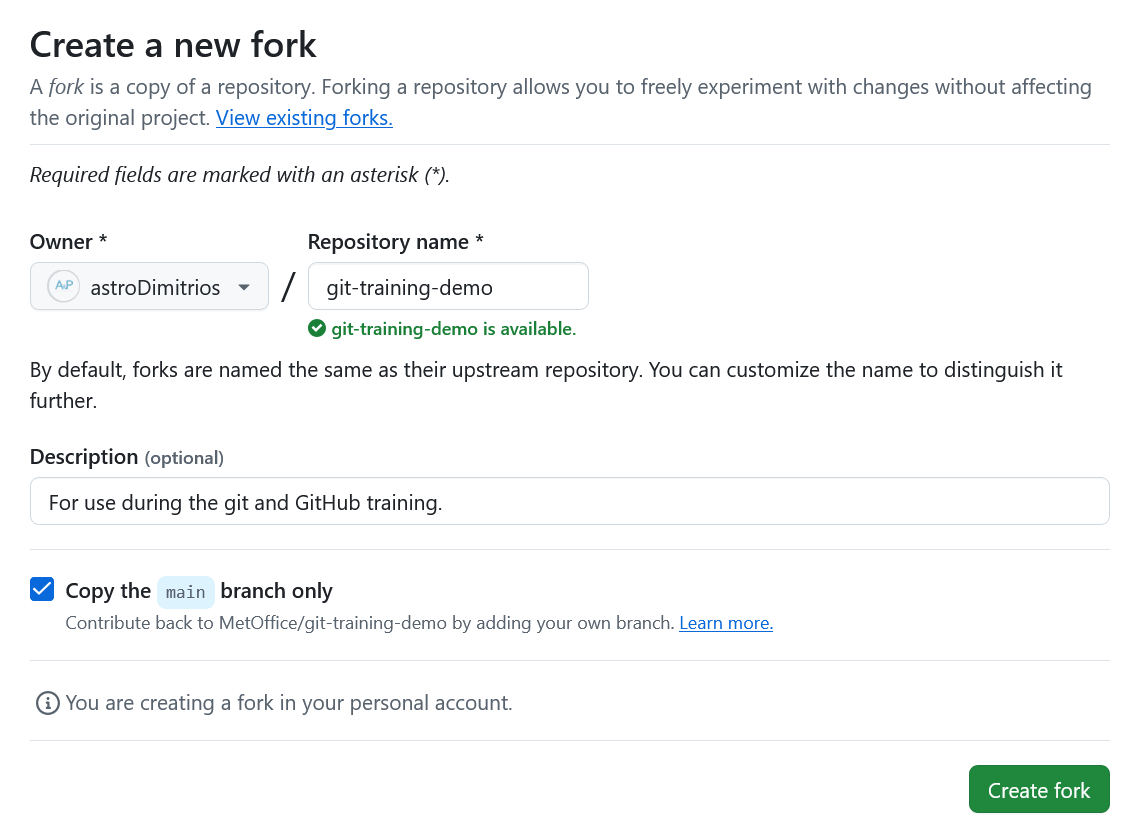 Create a new fork
A fork is a copy of a repository. Forking a repository allows you to freely experiment with changes without affecting
the original project. View existing forks.
Required fields are marked with an asterisk (*).
Owner *
Repository name *
A&P astroDimitrios / git-training-demo
git-training-demo is available.
By default, forks are named the same as their upstream repository. You can customize the name to distinguish it
further.
Description (optional)
For use during the git and GitHub training.
Copy the main branch only
Contribute back to MetOffice/git-training-demo by adding your own branch. Learn more.
You are creating a fork in your personal account.
Create fork